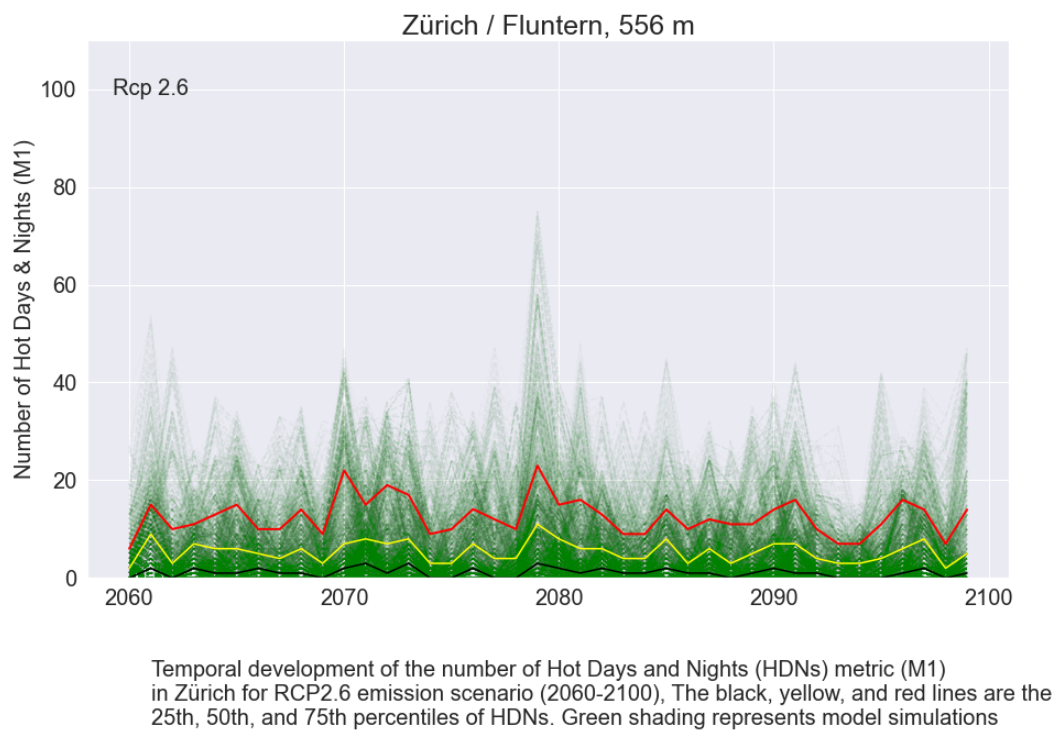 Zürich / Fluntern, 556 m
Rcp 2.6
Number of Hot Days & Nights (M1)
100
80
60
40
20
0
2060 2070 2080 2090 2100
Temporal development of the number of Hot Days and Nights (HDNs) metric (M1)
in Zürich for RCP2.6 emission scenario (2060-2100), The black, yellow, and red lines are the
25th, 50th, and 75th percentiles of HDNs. Green shading represents model simulations